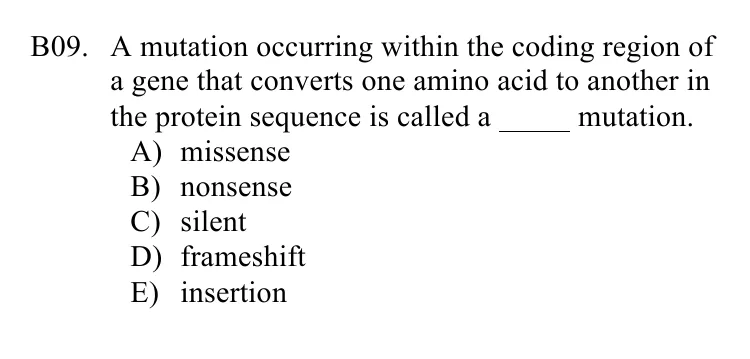 B09. A mutation occurring within the coding region of
a gene that converts one amino acid to another in
the protein sequence is called a _____ mutation.
A) missense
B) nonsense
C) silent
D) frameshift
E) insertion